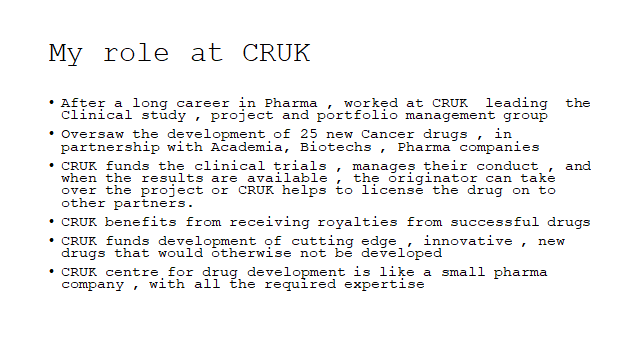 My role at CRUK
• After a long career in Pharma , worked at CRUK  leading  the
Clinical study , project and portfolio management group
• Oversaw the development of 25 new Cancer drugs , in
partnership with Academia, Biotechs , Pharma companies
• CRUK funds the clinical trials , manages their conduct , and
when the results are available , the originator can take
over the project or CRUK helps to license the drug on to
other partners.
• CRUK benefits from receiving royalties from successful drugs
• CRUK funds development of cutting edge , innovative , new
drugs that would otherwise not be developed
• CRUK centre for drug development is like a small pharma
company , with all the required expertise